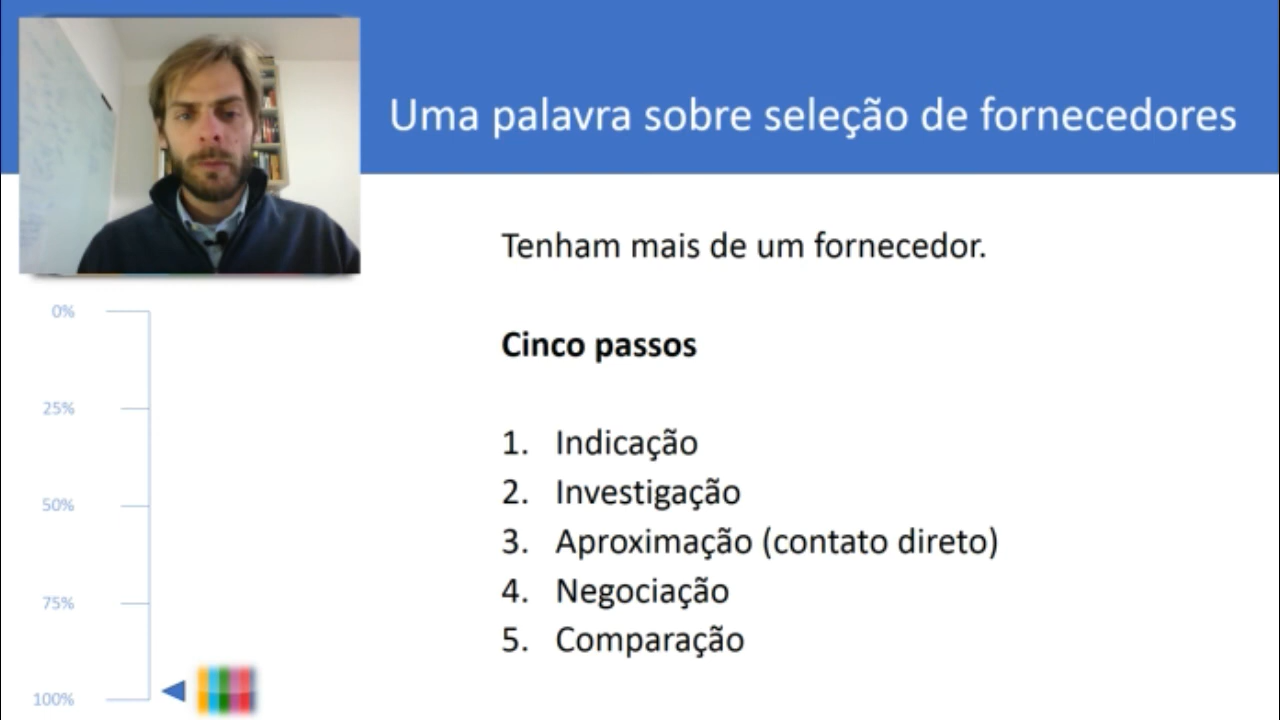 Uma palavra sobre seleção de fornecedores
Tenham mais de um fornecedor.
Cinco passos
1. Indicação
2. Investigação
3. Aproximação (contato direto)
4. Negociação
5. Comparação
0%
25%
50%
75%
100%